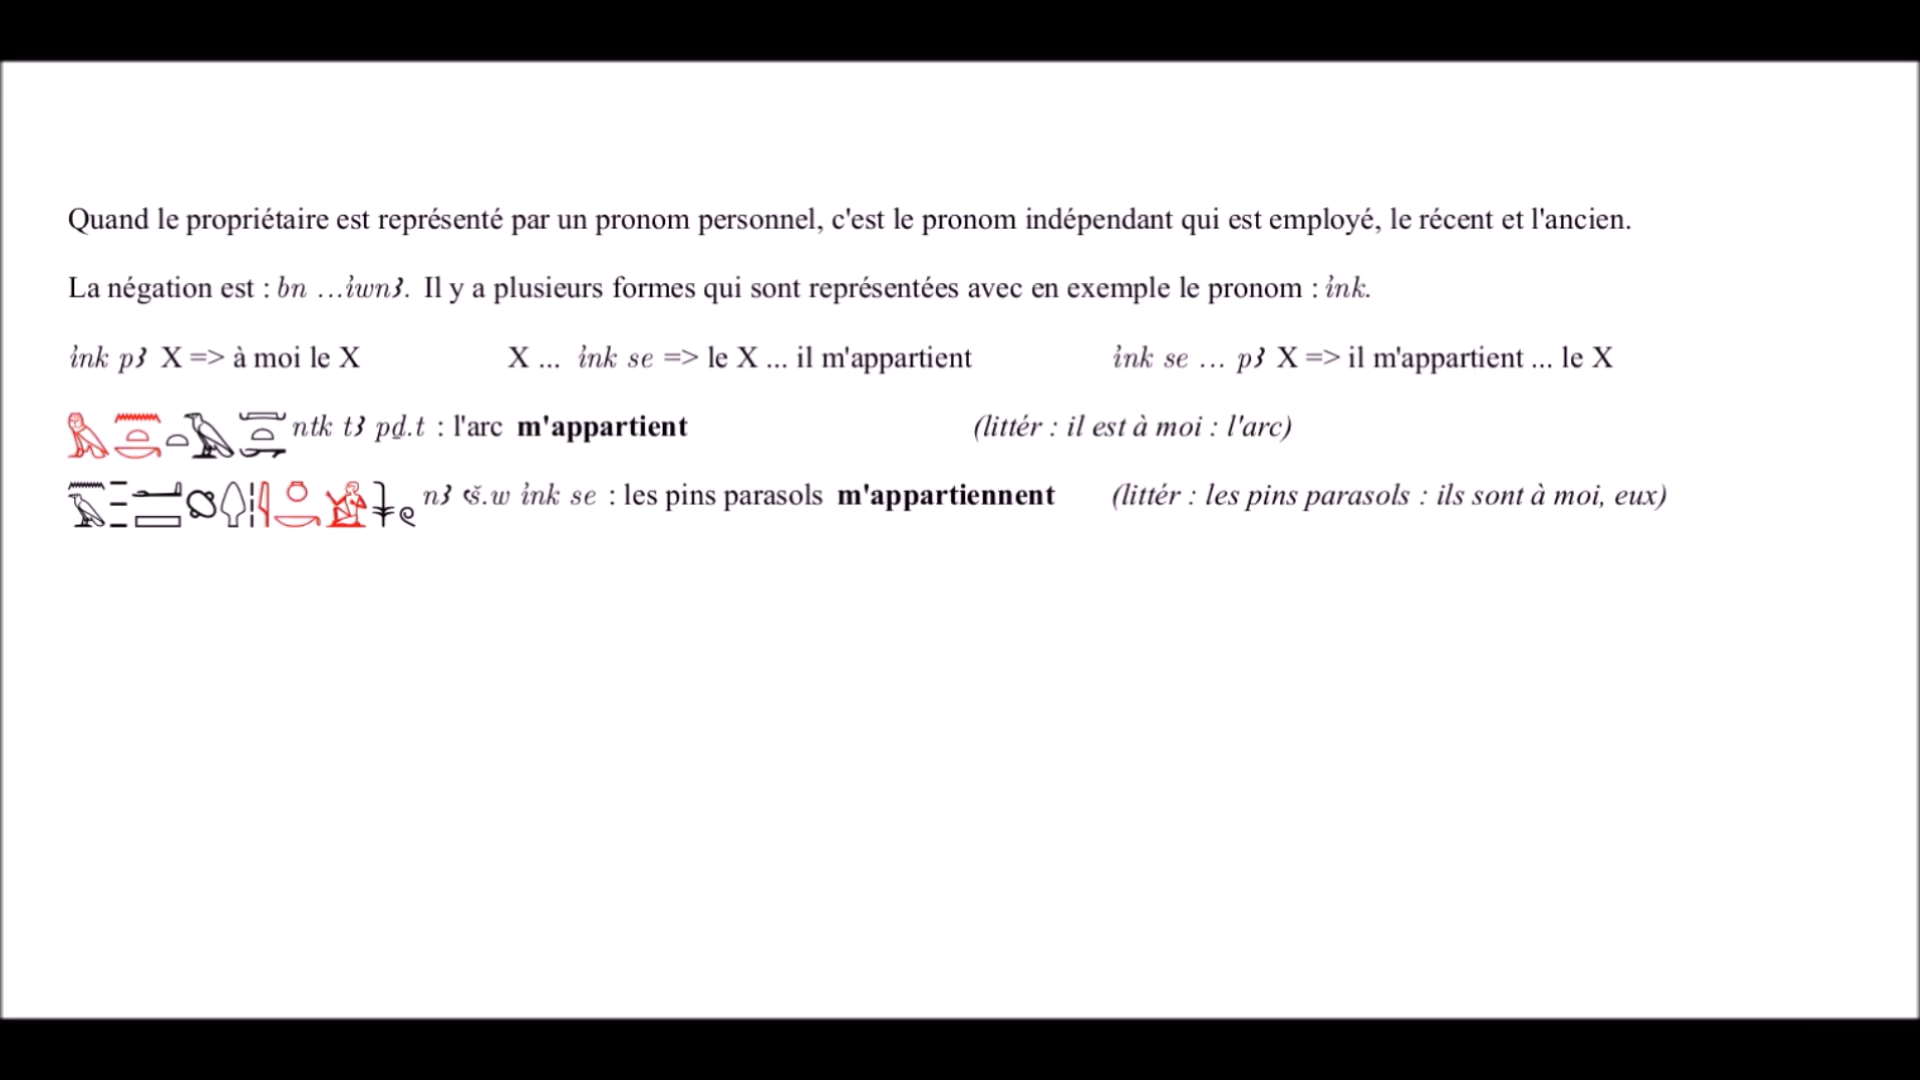 Quand le propriétaire est représenté par un pronom personnel, c'est le pronom indépendant qui est employé, le récent et l'ancien.
La négation est : bn …ỉwnꜣ. Il y a plusieurs formes qui sont représentées avec en exemple le pronom : ỉnk.
ỉnk pꜣ X => à moi le X X ... ỉnk se => le X ... il m'appartient ỉnk se … pꜣ X => il m'appartient ... le X
ntk tꜣ pḏ.t : l'arc m'appartient (littér : il est à moi : l'arc)
nꜣ ꜥš.w ỉnk se : les pins parasols m'appartiennent (littér : les pins parasols : ils sont à moi, eux)